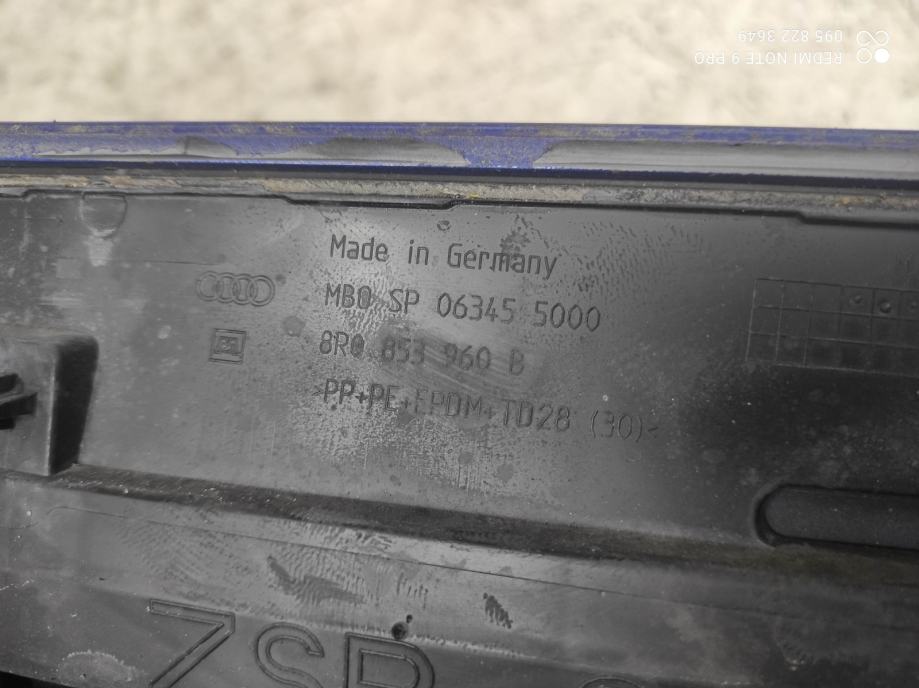 Made in Germany
MBO SP 06345 5000
8R0 853 960 B
>PP+PE+EPDM+TD28 (30)<
7SP
REDMI NOTE 9 PRO
095 822 3649